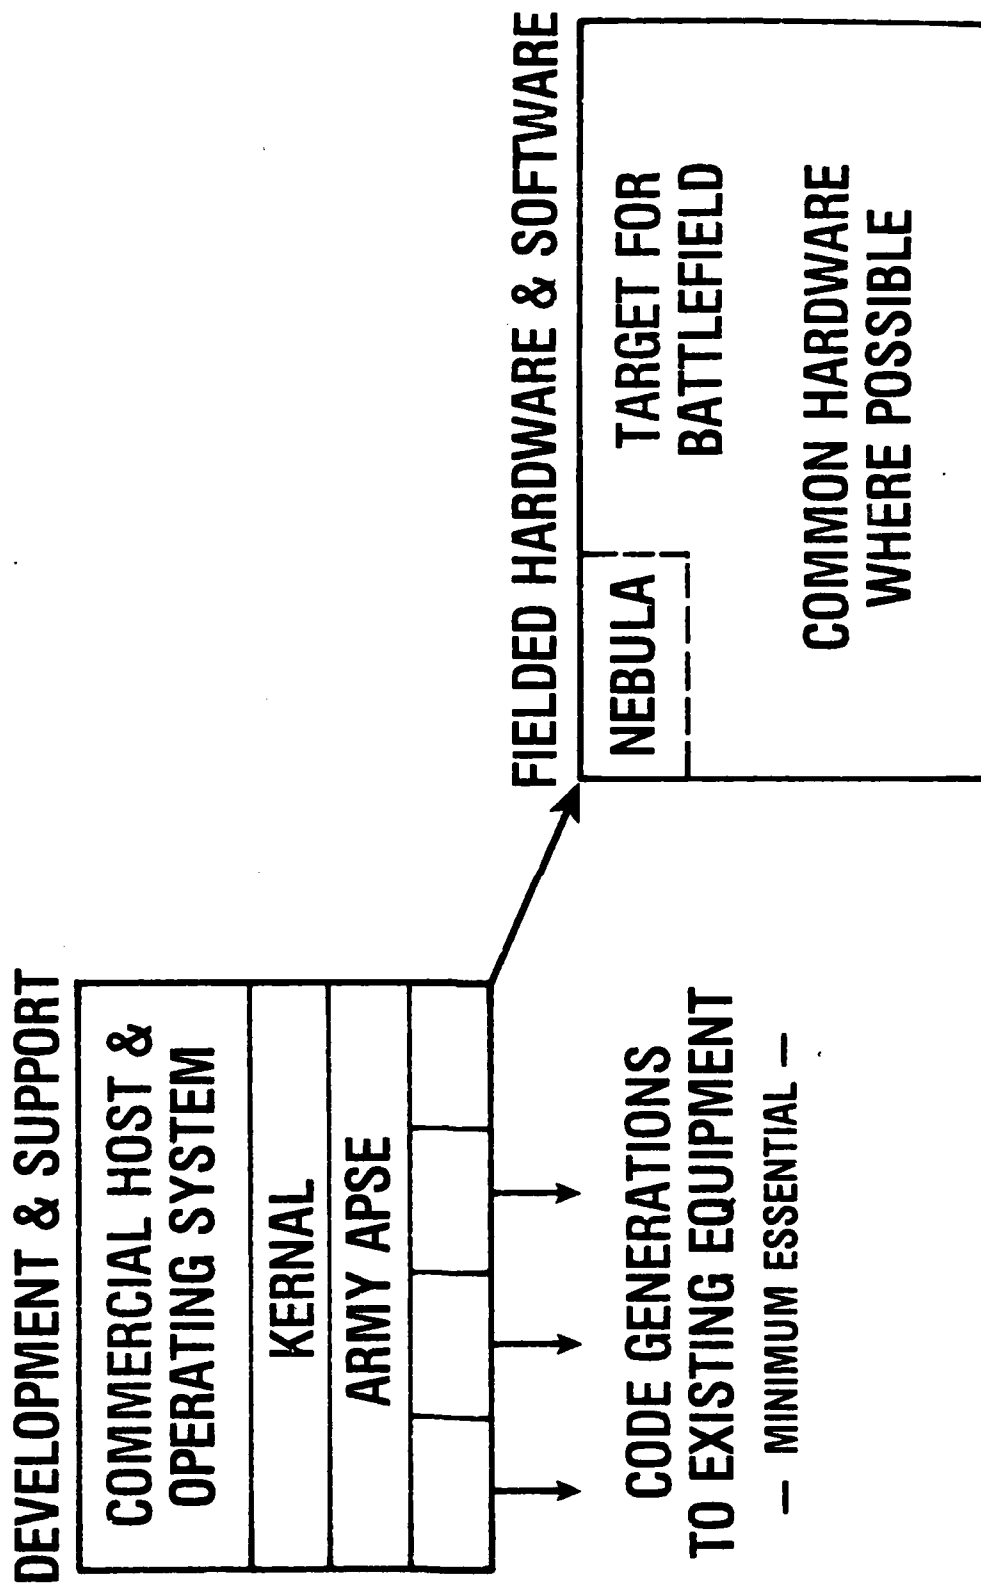 DEVELOPMENT & SUPPORT
COMMERCIAL HOST &
OPERATING SYSTEM
KERNAL
ARMY APSE
CODE GENERATIONS
TO EXISTING EQUIPMENT
— MINIMUM ESSENTIAL —
FIELDED HARDWARE & SOFTWARE
NEBULA
TARGET FOR
BATTLEFIELD
COMMON HARDWARE
WHERE POSSIBLE